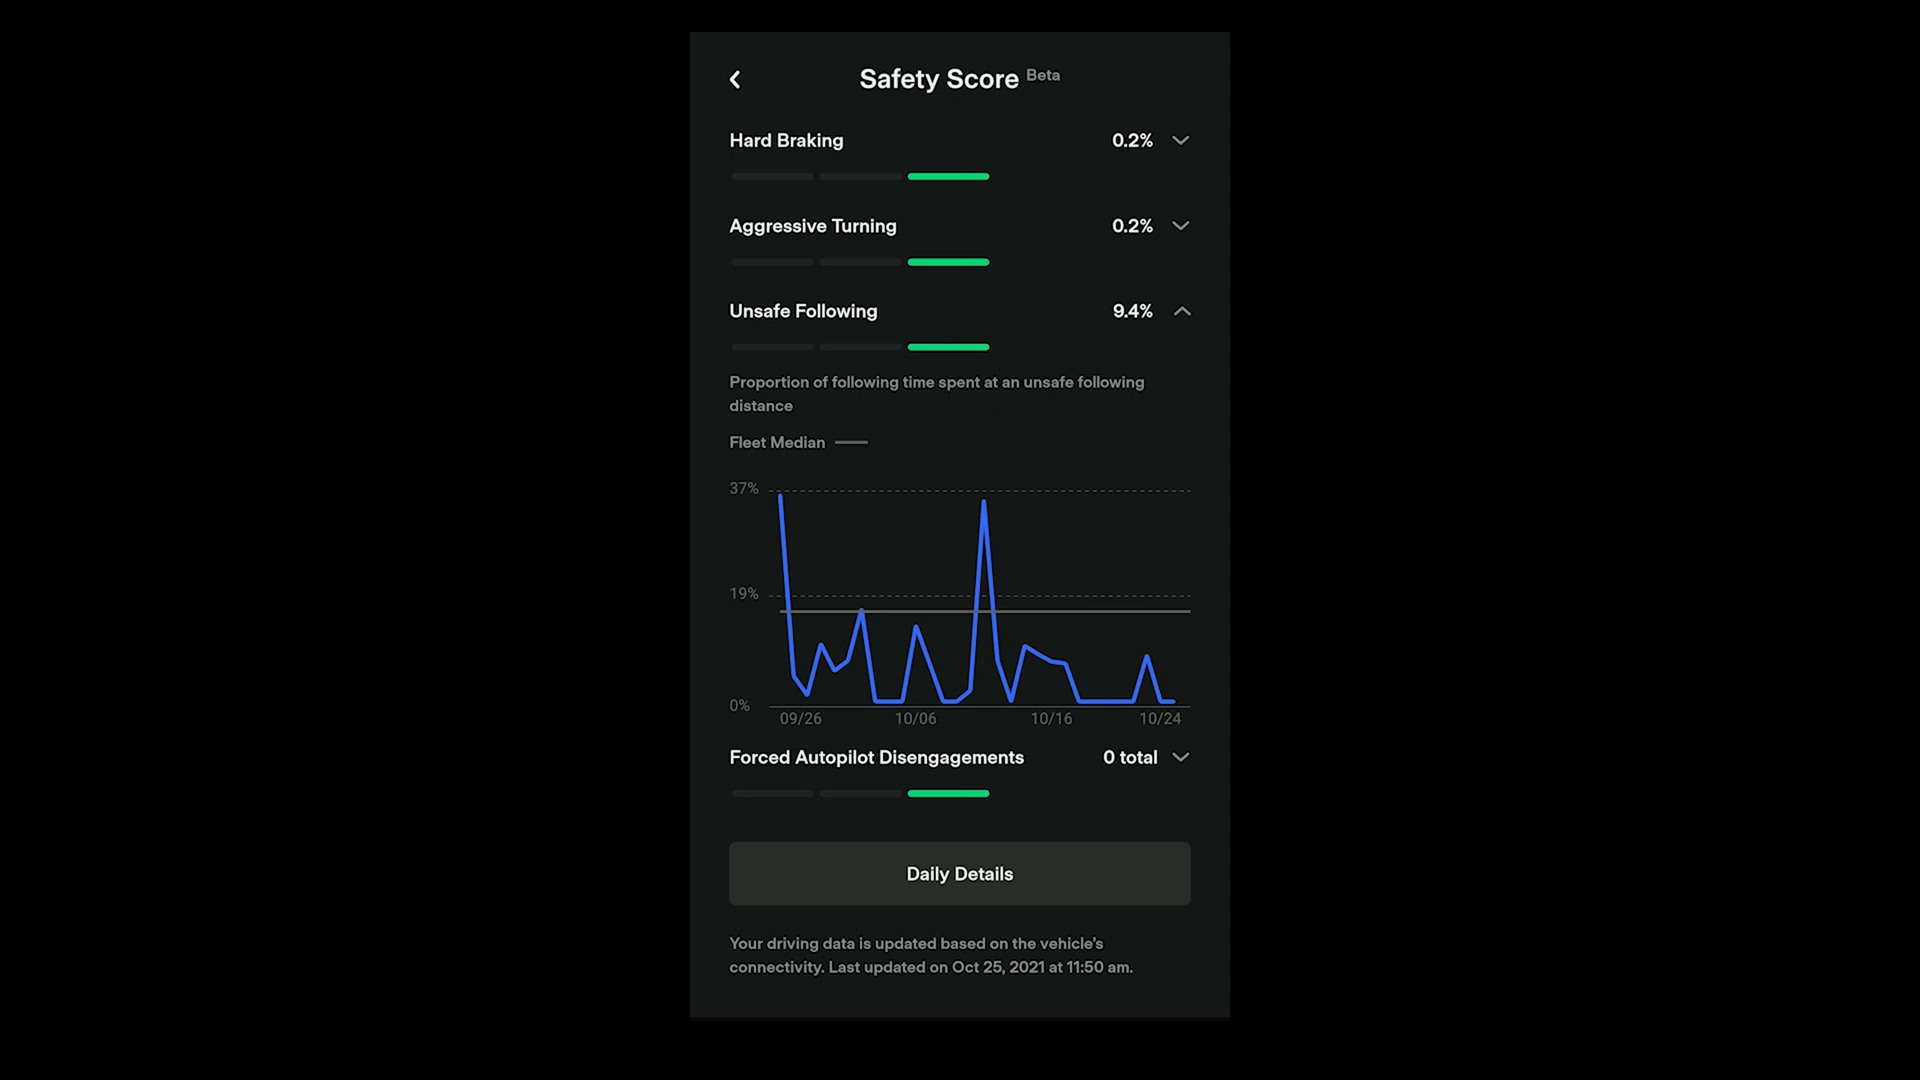 Safety Score Beta
Hard Braking 0.2%
Aggressive Turning 0.2%
Unsafe Following 9.4%
Proportion of following time spent at an unsafe following
distance
Fleet Median
37%
19%
0%
09/26 10/06 10/16 10/24
Forced Autopilot Disengagements 0 total
Daily Details
Your driving data is updated based on the vehicle's
connectivity. Last updated on Oct 25, 2021 at 11:50 am.